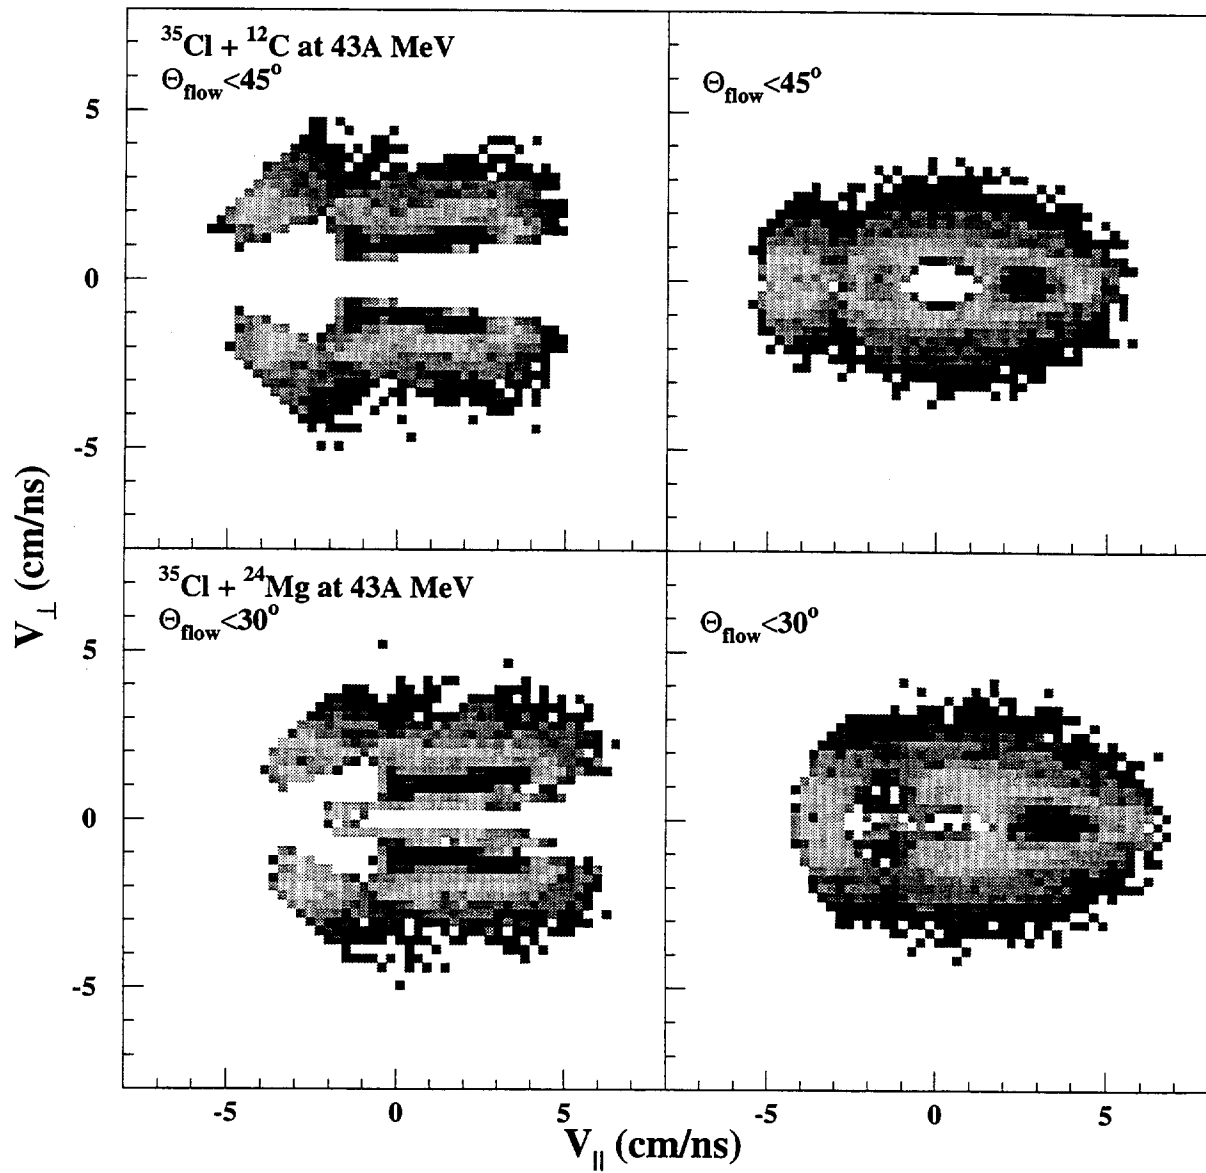 ³⁵Cl + ¹²C at 43A MeV
Θflow<45°
Θflow<45°
5
0
-5
³⁵Cl + ²⁴Mg at 43A MeV
Θflow<30°
Θflow<30°
5
0
-5
V⊥ (cm/ns)
-5 0 5 -5 0 5
V|| (cm/ns)